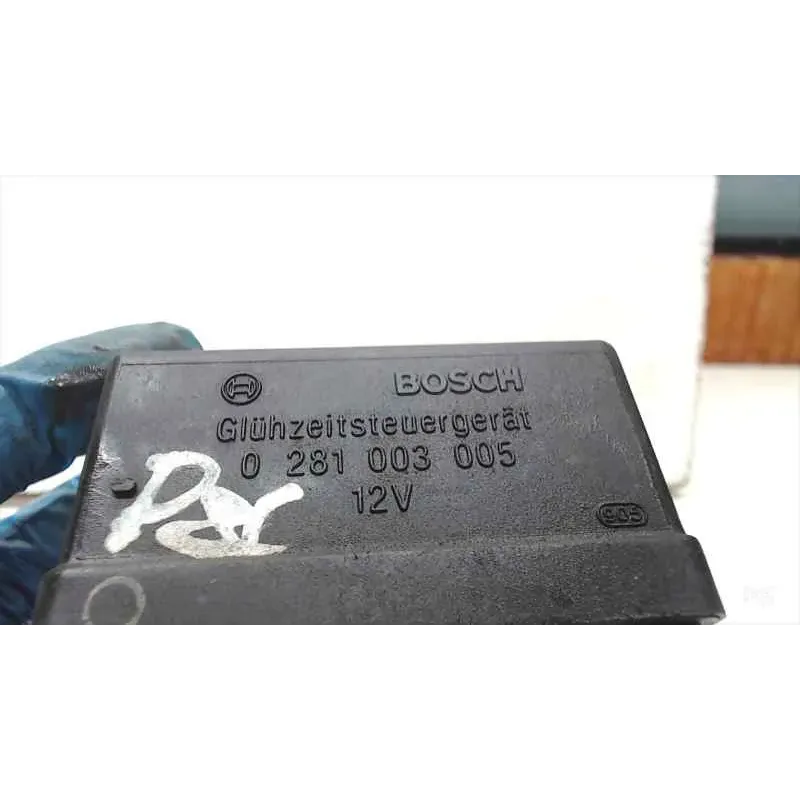 BOSCH
Glühzeitsteuergerät
0 281 003 005
12V
905